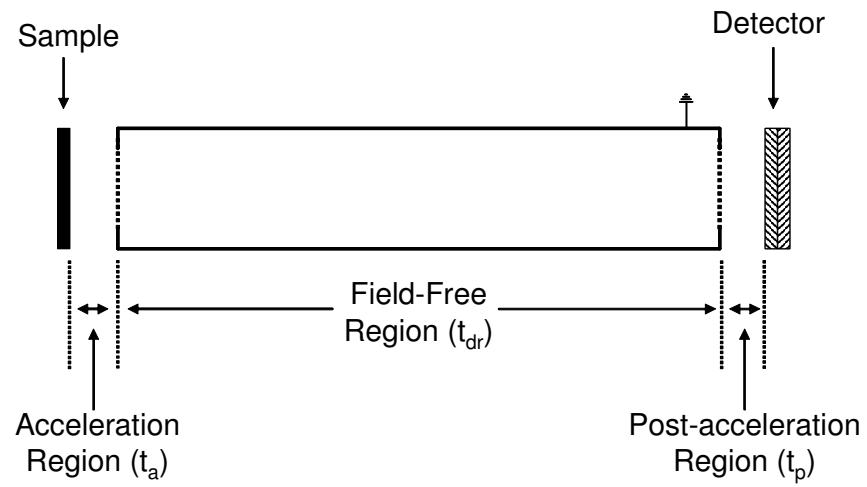 Sample
Detector
Field-Free
Region (t_dr)
Acceleration
Region (t_a)
Post-acceleration
Region (t_p)